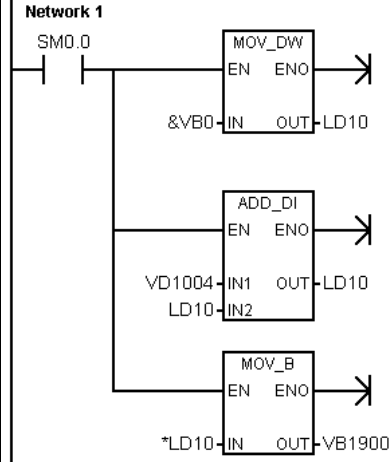 Network 1
SM0.0
MOV_DW
EN ENO
&VB0 IN OUT LD10
ADD_DI
EN ENO
VD1004 IN1 OUT LD10
LD10 IN2
MOV_B
EN ENO
*LD10 IN OUT VB1900